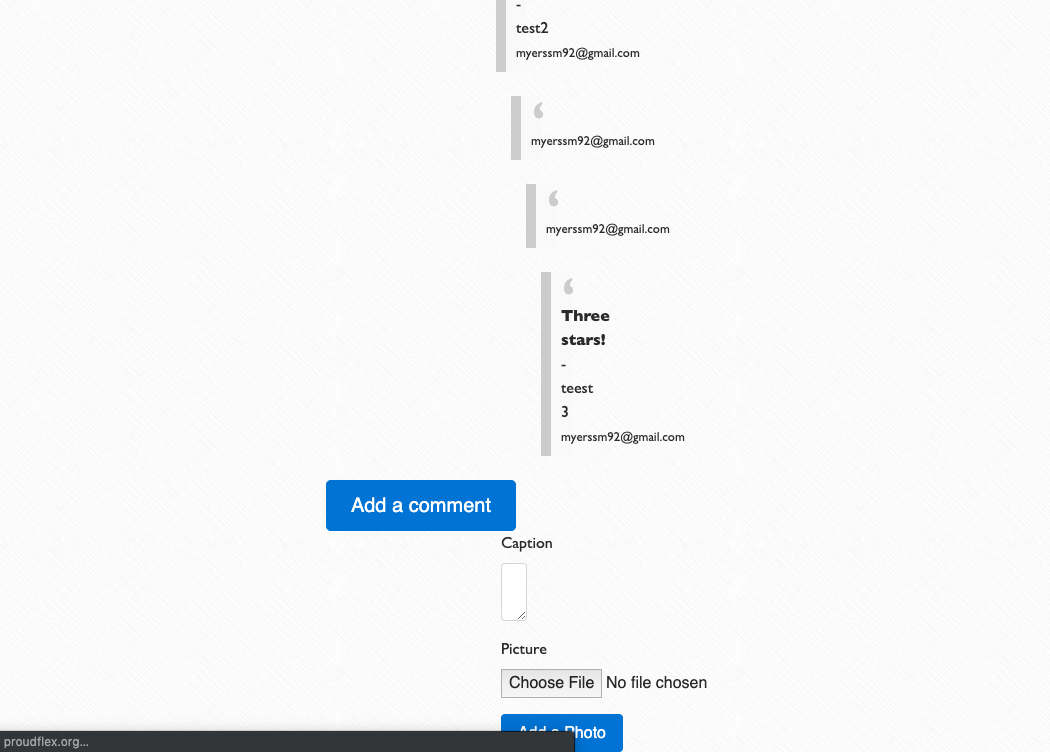 -
test2
myerssm92@gmail.com
myerssm92@gmail.com
myerssm92@gmail.com
Three
stars!
-
teest
3
myerssm92@gmail.com
Add a comment
Caption
Picture
Choose File No file chosen
Add a Photo
proudflex.org...